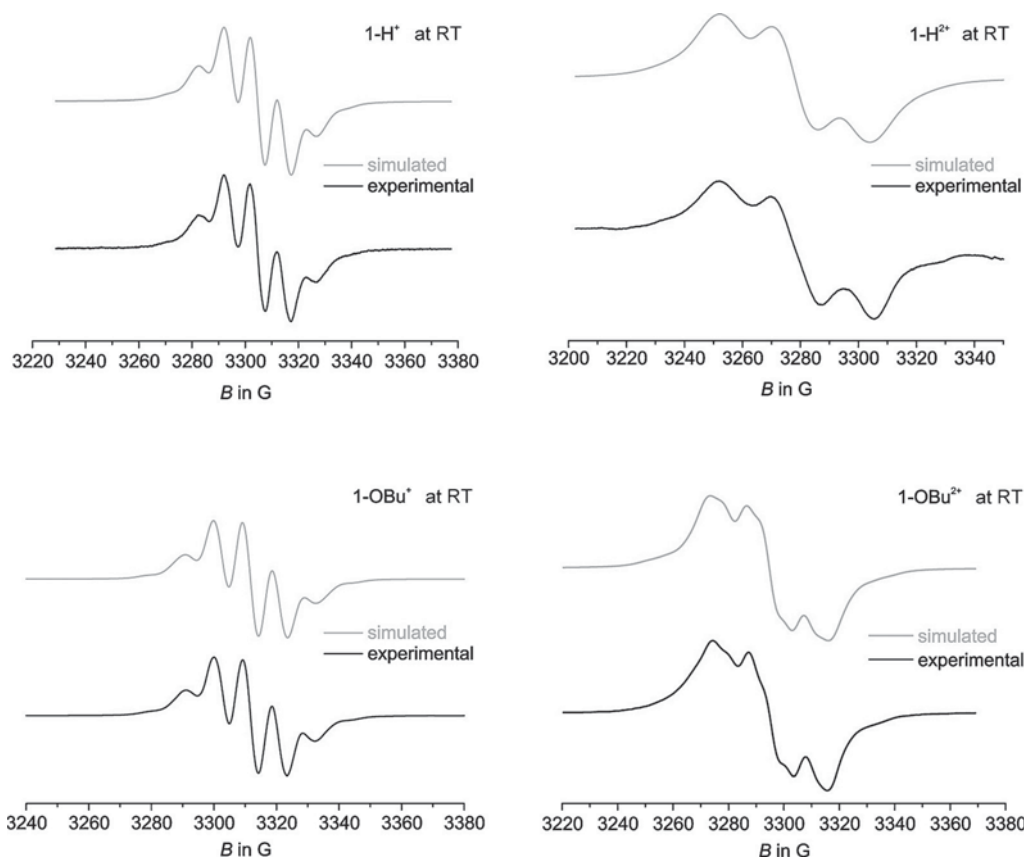 1-H⁺ at RT
simulated
experimental
3220 3240 3260 3280 3300 3320 3340 3360 3380
B in G
1-H²⁺ at RT
simulated
experimental
3200 3220 3240 3260 3280 3300 3320 3340
B in G
1-OBu⁺ at RT
simulated
experimental
3240 3260 3280 3300 3320 3340 3360 3380
B in G
1-OBu²⁺ at RT
simulated
experimental
3220 3240 3260 3280 3300 3320 3340 3360 3380
B in G